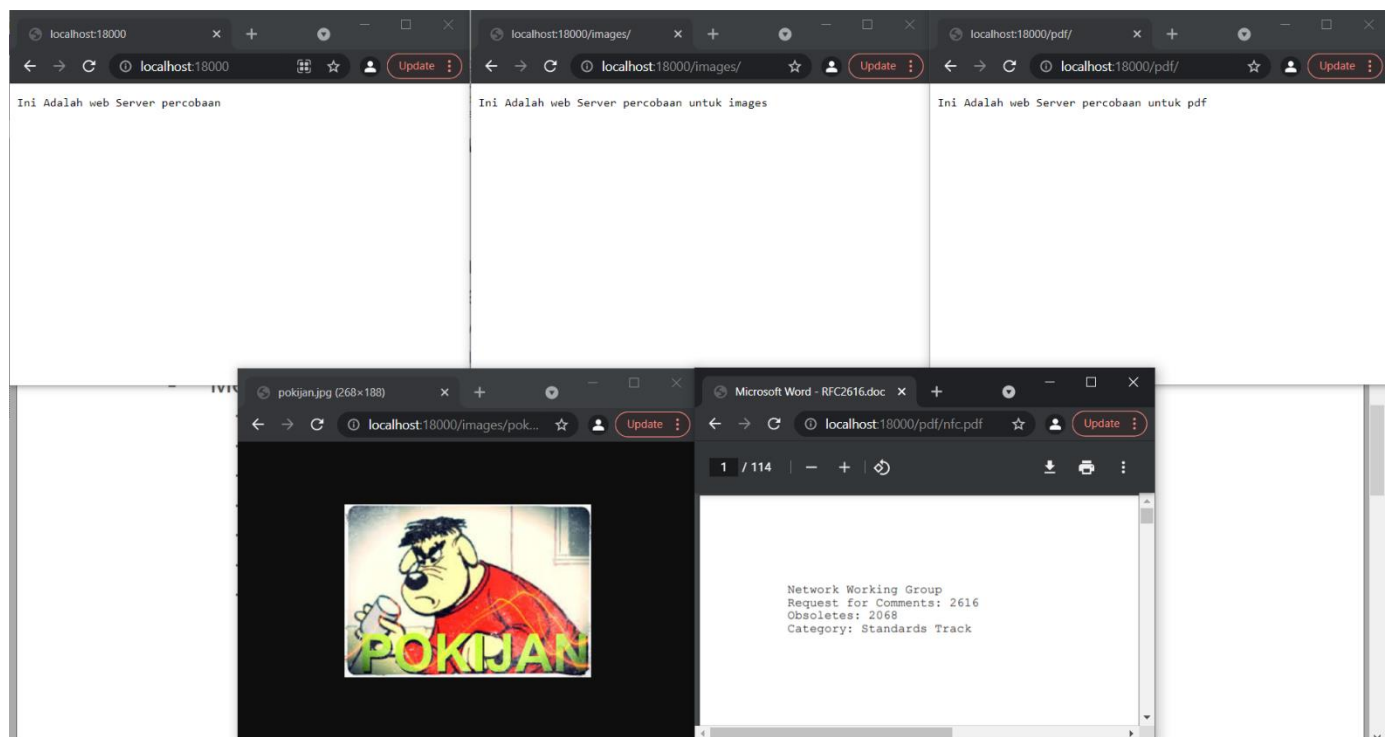 localhost:18000
localhost:18000
Update
Ini Adalah web Server percobaan
localhost:18000/images/
localhost:18000/images/
Update
Ini Adalah web Server percobaan untuk images
localhost:18000/pdf/
localhost:18000/pdf/
Update
Ini Adalah web Server percobaan untuk pdf
pokijan.jpg (268×188)
localhost:18000/images/pok...
Update
POKIJAN
Microsoft Word - RFC2616.doc
localhost:18000/pdf/nfc.pdf
Update
1 / 114
Network Working Group
Request for Comments: 2616
Obsoletes: 2068
Category: Standards Track